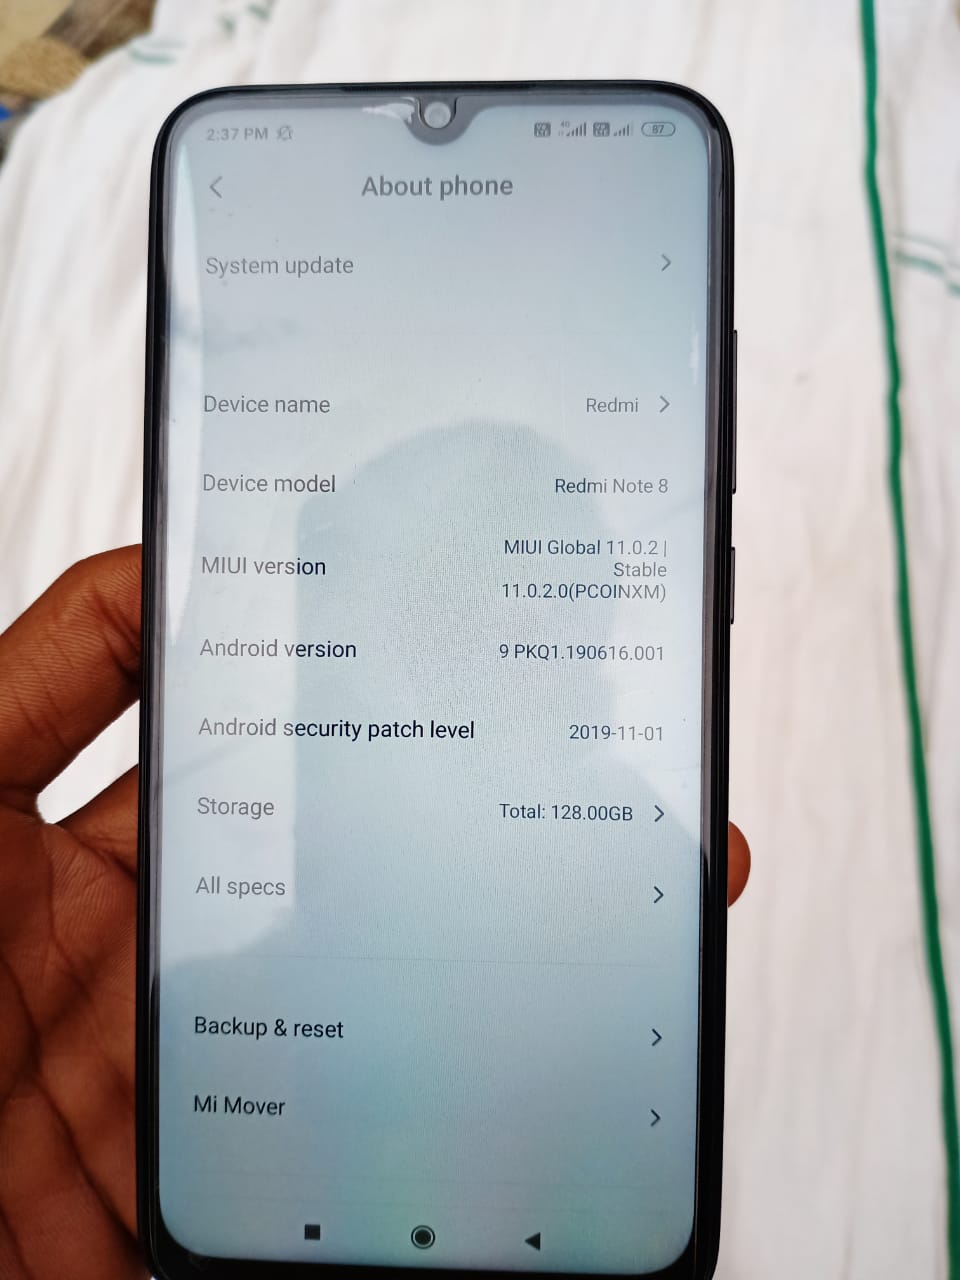 2:37 PM 87
About phone
System update
Device name Redmi
Device model Redmi Note 8
MIUI version MIUI Global 11.0.2 |
Stable
11.0.2.0(PCOINXM)
Android version 9 PKQ1.190616.001
Android security patch level 2019-11-01
Storage Total: 128.00GB
All specs
Backup & reset
Mi Mover